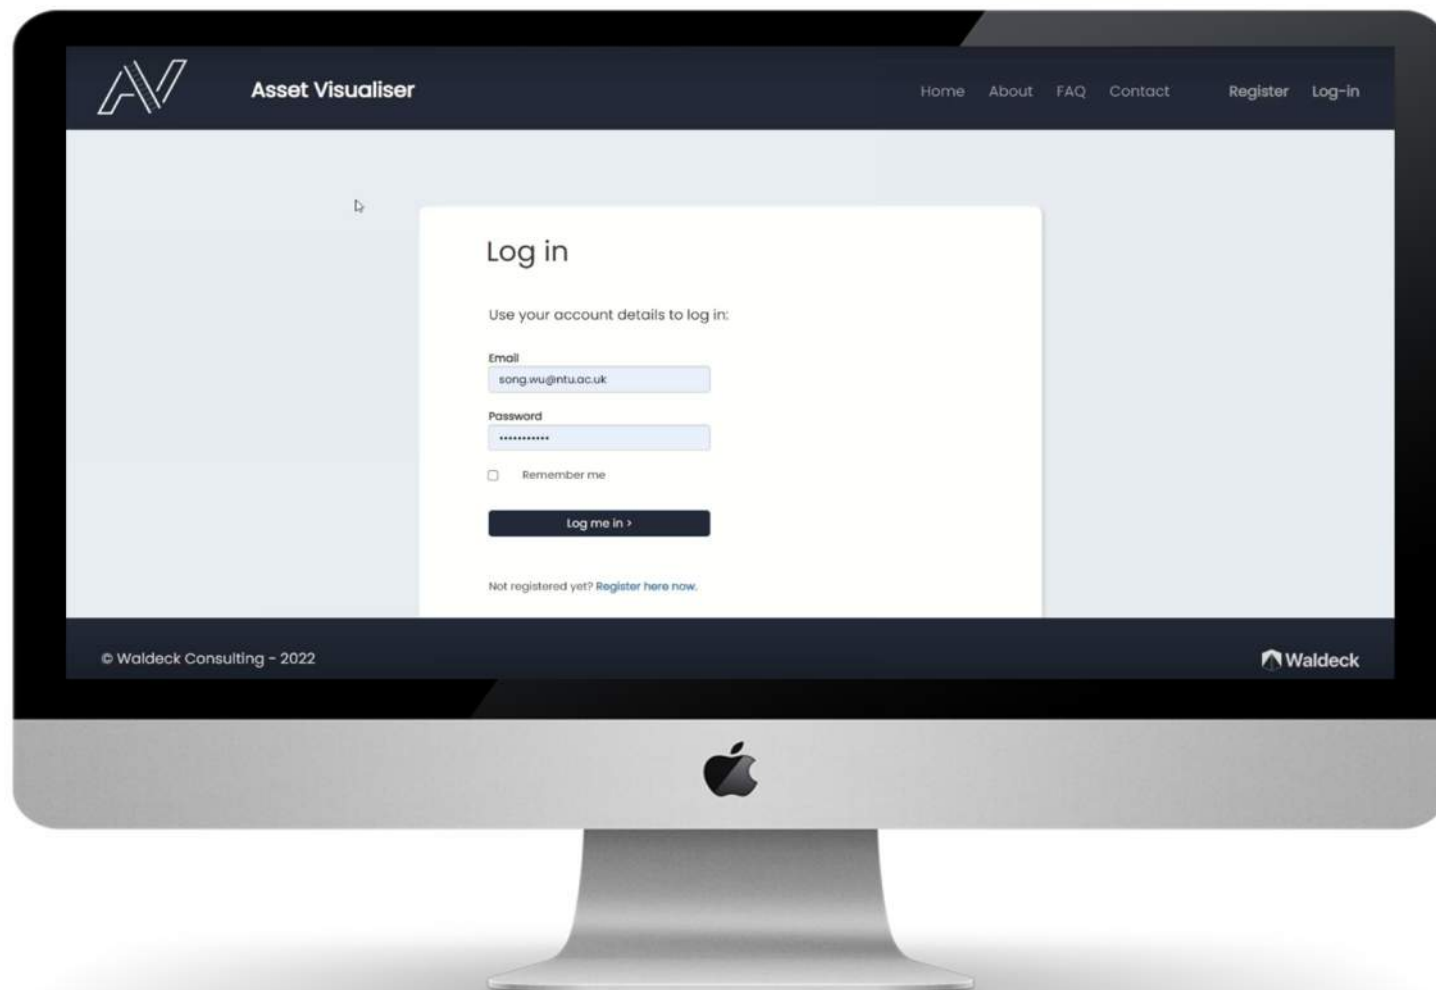 AV
Asset Visualiser
Home About FAQ Contact Register Log-in
Log in
Use your account details to log in:
Email
song.wu@ntu.ac.uk
Password
•••••••••••
Remember me
Log me in >
Not registered yet? Register here now.
© Waldeck Consulting - 2022
Waldeck